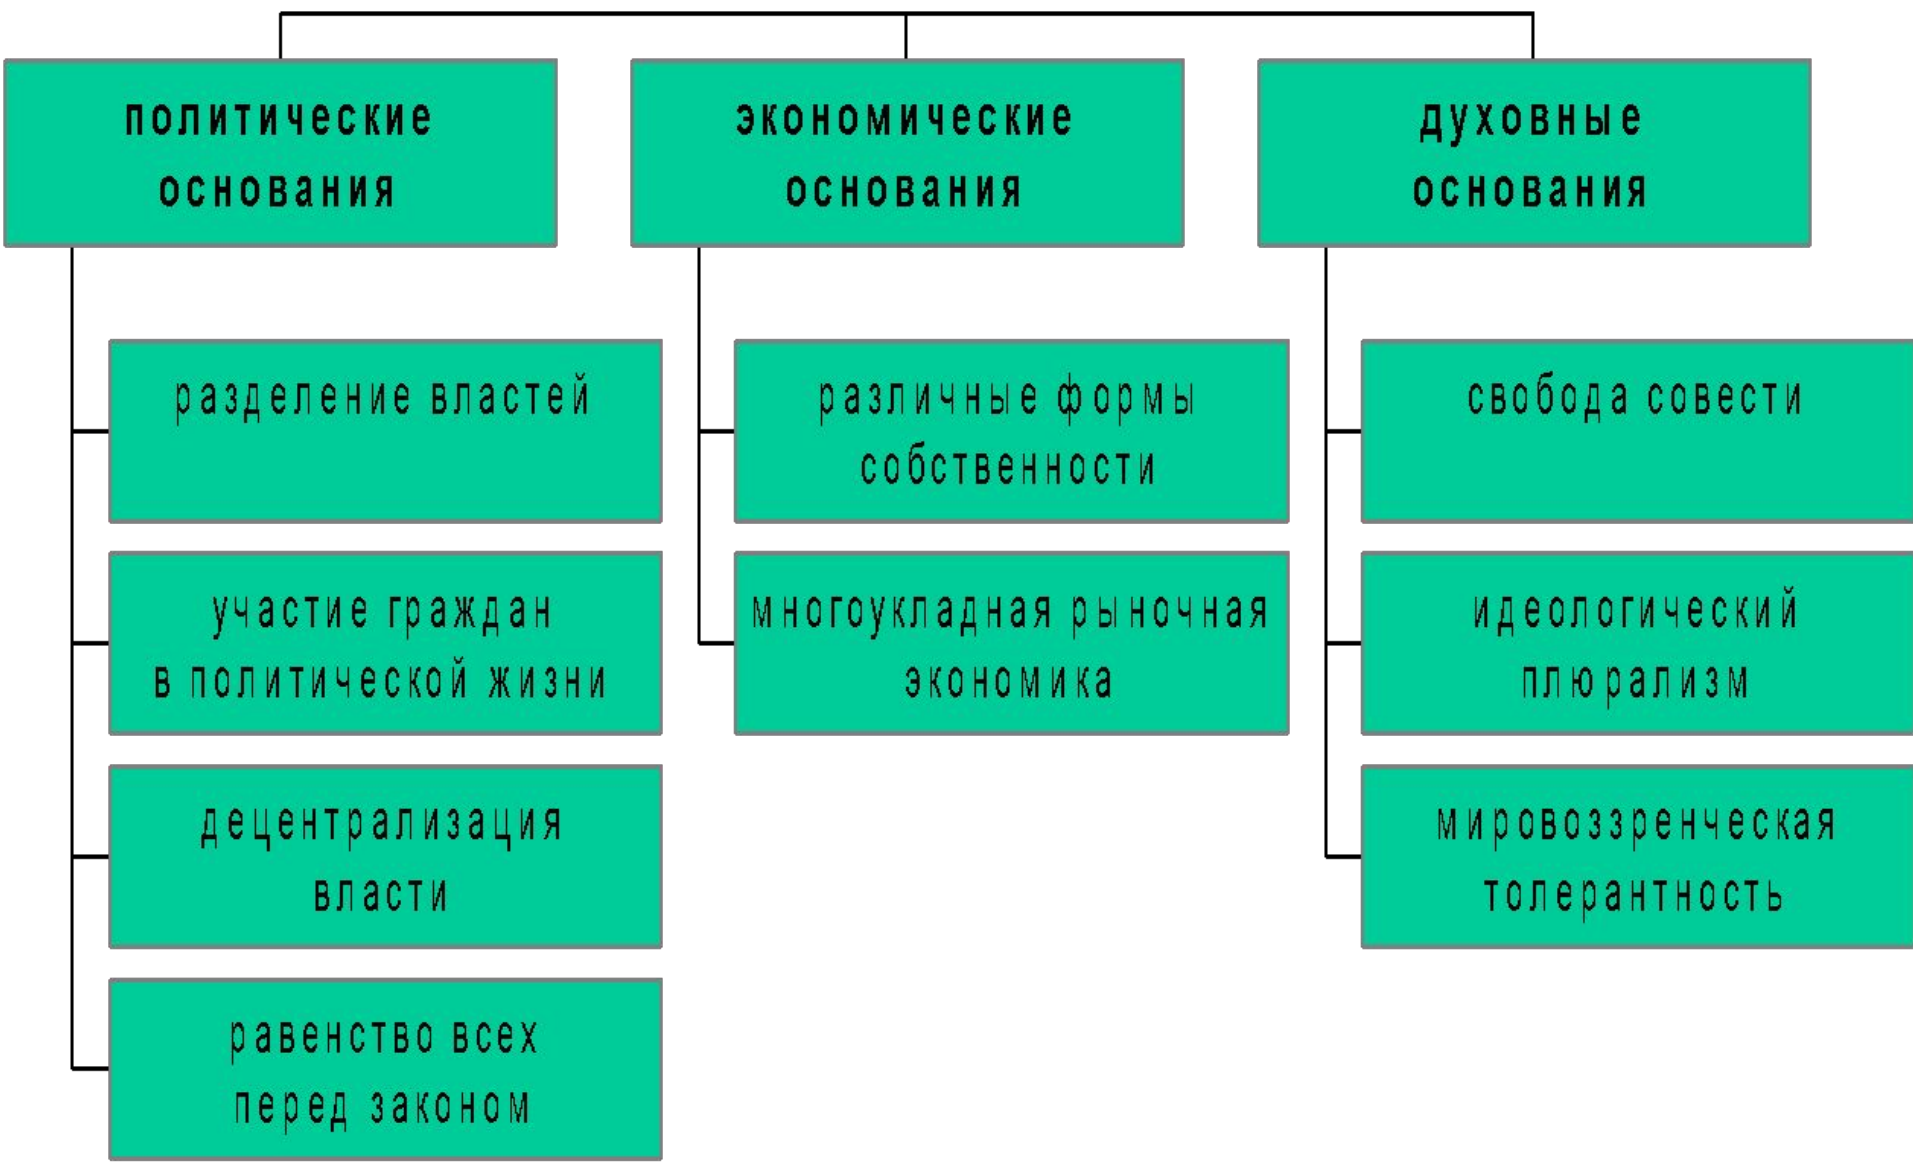 политические
основания
экономические
основания
духовные
основания
разделение властей
участие граждан
в политической жизни
децентрализация
власти
равенство всех
перед законом
различные формы
собственности
многоукладная рыночная
экономика
свобода совести
идеологический
плюрализм
мировоззренческая
толерантность